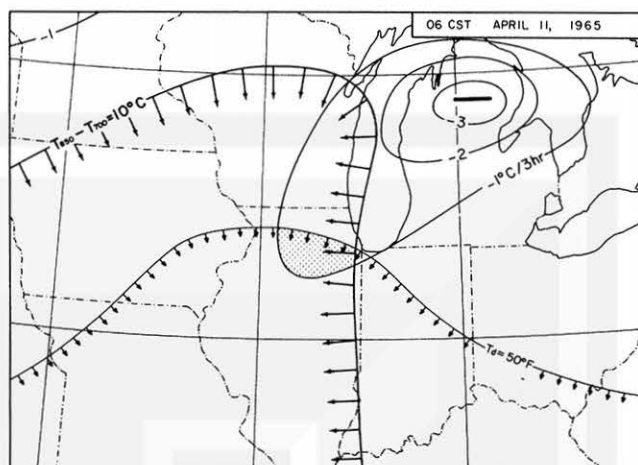 06 CST APRIL 11, 1965
-1
T850 - T700 = 10°C
3
-2
-1°C/3hr
Td = 50°F